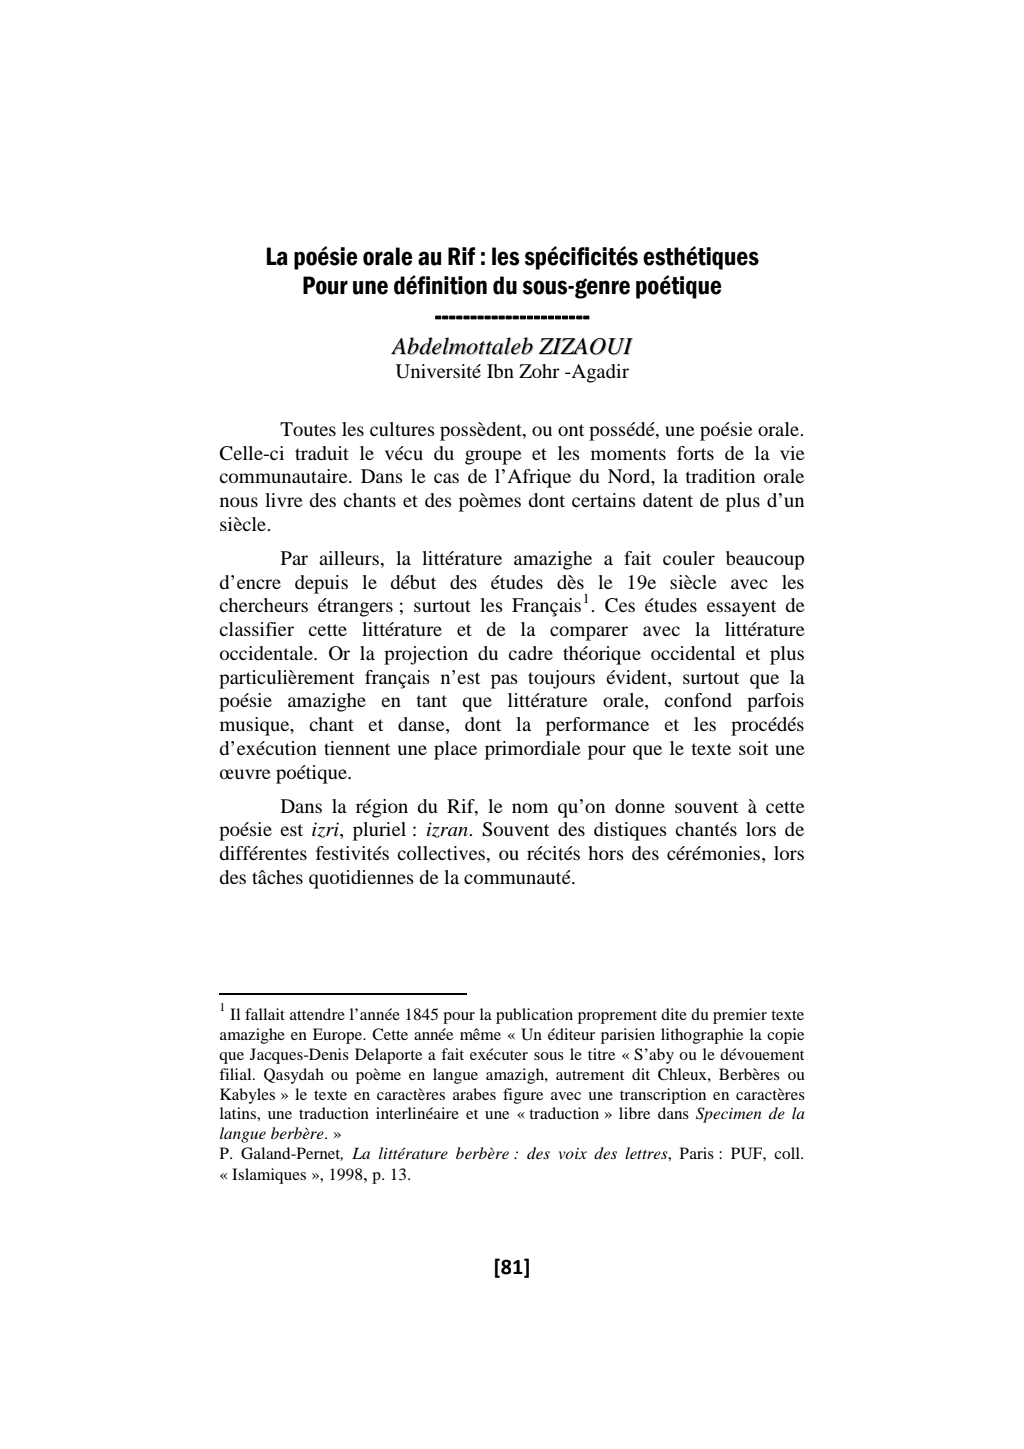 La poésie orale au Rif : les spécificités esthétiques
Pour une définition du sous-genre poétique
----------------------
Abdelmottaleb ZIZAOUI
Université Ibn Zohr -Agadir
Toutes les cultures possèdent, ou ont possédé, une poésie orale.
Celle-ci traduit le vécu du groupe et les moments forts de la vie
communautaire. Dans le cas de l’Afrique du Nord, la tradition orale
nous livre des chants et des poèmes dont certains datent de plus d’un
siècle.
Par ailleurs, la littérature amazighe a fait couler beaucoup
d’encre depuis le début des études dès le 19e siècle avec les
chercheurs étrangers ; surtout les Français1. Ces études essayent de
classifier cette littérature et de la comparer avec la littérature
occidentale. Or la projection du cadre théorique occidental et plus
particulièrement français n’est pas toujours évident, surtout que la
poésie amazighe en tant que littérature orale, confond parfois
musique, chant et danse, dont la performance et les procédés
d’exécution tiennent une place primordiale pour que le texte soit une
œuvre poétique.
Dans la région du Rif, le nom qu’on donne souvent à cette
poésie est izri, pluriel : izran. Souvent des distiques chantés lors de
différentes festivités collectives, ou récités hors des cérémonies, lors
des tâches quotidiennes de la communauté.
1 Il fallait attendre l’année 1845 pour la publication proprement dite du premier texte
amazighe en Europe. Cette année même « Un éditeur parisien lithographie la copie
que Jacques-Denis Delaporte a fait exécuter sous le titre « S’aby ou le dévouement
filial. Qasydah ou poème en langue amazigh, autrement dit Chleux, Berbères ou
Kabyles » le texte en caractères arabes figure avec une transcription en caractères
latins, une traduction interlinéaire et une « traduction » libre dans Specimen de la
langue berbère. »
P. Galand-Pernet, La littérature berbère : des voix des lettres, Paris : PUF, coll.
« Islamiques », 1998, p. 13.
[81]